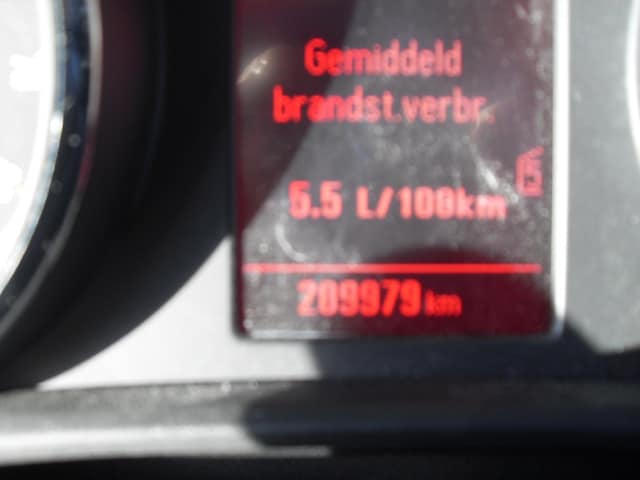 Gemiddeld
brandst.verbr.
5.5 L/100km
209979 km